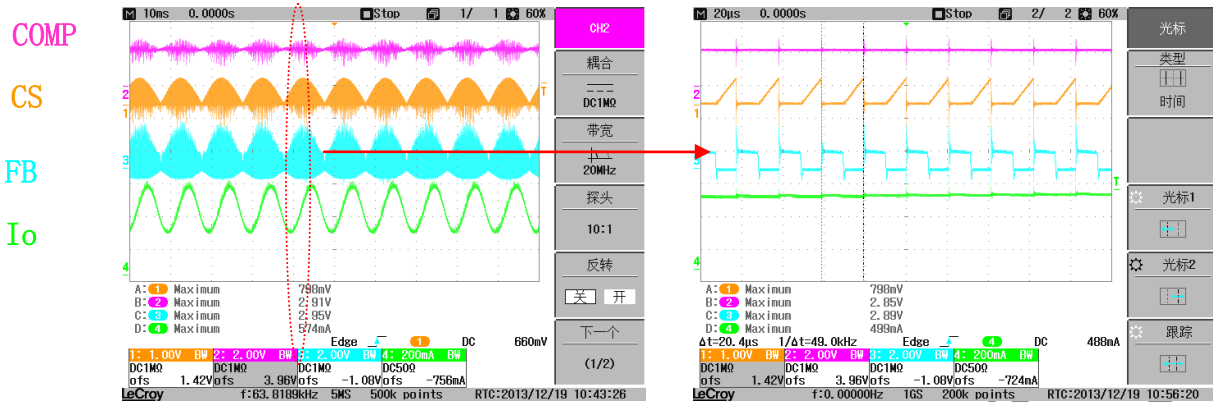 COMP
CS
FB
Io
M 10ms 0.0000s Stop 1/ 1 60%
CH2
耦合
DC1MΩ
带宽
20MHz
探头
10:1
反转
关 开
下一个
(1/2)
2
1
3
4
T
A: 1 Maximum 798mV
B: 2 Maximum 2.91V
C: 3 Maximum 2.95V
D: 4 Maximum 574mA
Edge 1 DC 660mV
1: 1.00V BW 2: 2.00V BW 3: 2.00V BW 4: 200mA BW
DC1MΩ DC1MΩ DC1MΩ DC50Ω
ofs 1.42V ofs 3.96V ofs -1.08V ofs -756mA
LeCroy f:63.8189kHz 5MS 500k points RTC:2013/12/19 10:43:26
M 20μs 0.0000s Stop 2/ 2 60%
光标
类型
时间
光标1
光标2
跟踪
2
1
3
T
4
A: 1 Maximum 798mV
B: 2 Maximum 2.85V
C: 3 Maximum 2.89V
D: 4 Maximum 499mA
Δt=20.4μs 1/Δt=49.0kHz Edge 4 DC 488mA
1: 1.00V BW 2: 2.00V BW 3: 2.00V BW 4: 200mA BW
DC1MΩ DC1MΩ DC1MΩ DC50Ω
ofs 1.42V ofs 3.96V ofs -1.08V ofs -724mA
LeCroy f:0.00000Hz 1GS 200k points RTC:2013/12/19 10:56:20